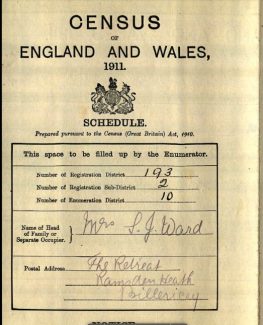 CENSUS
OF
ENGLAND AND WALES,
1911.
SCHEDULE.
Prepared pursuant to the Census (Great Britain) Act, 1910.
This space to be filled up by the Enumerator.
Number of Registration District 193
Number of Registration Sub-District 2
Number of Enumeration District 10
Name of Head
of Family or
Separate Occupier.
Mrs S. J. Ward
Postal Address The Retreat
Ramsden Heath
Billericay
NOTICE